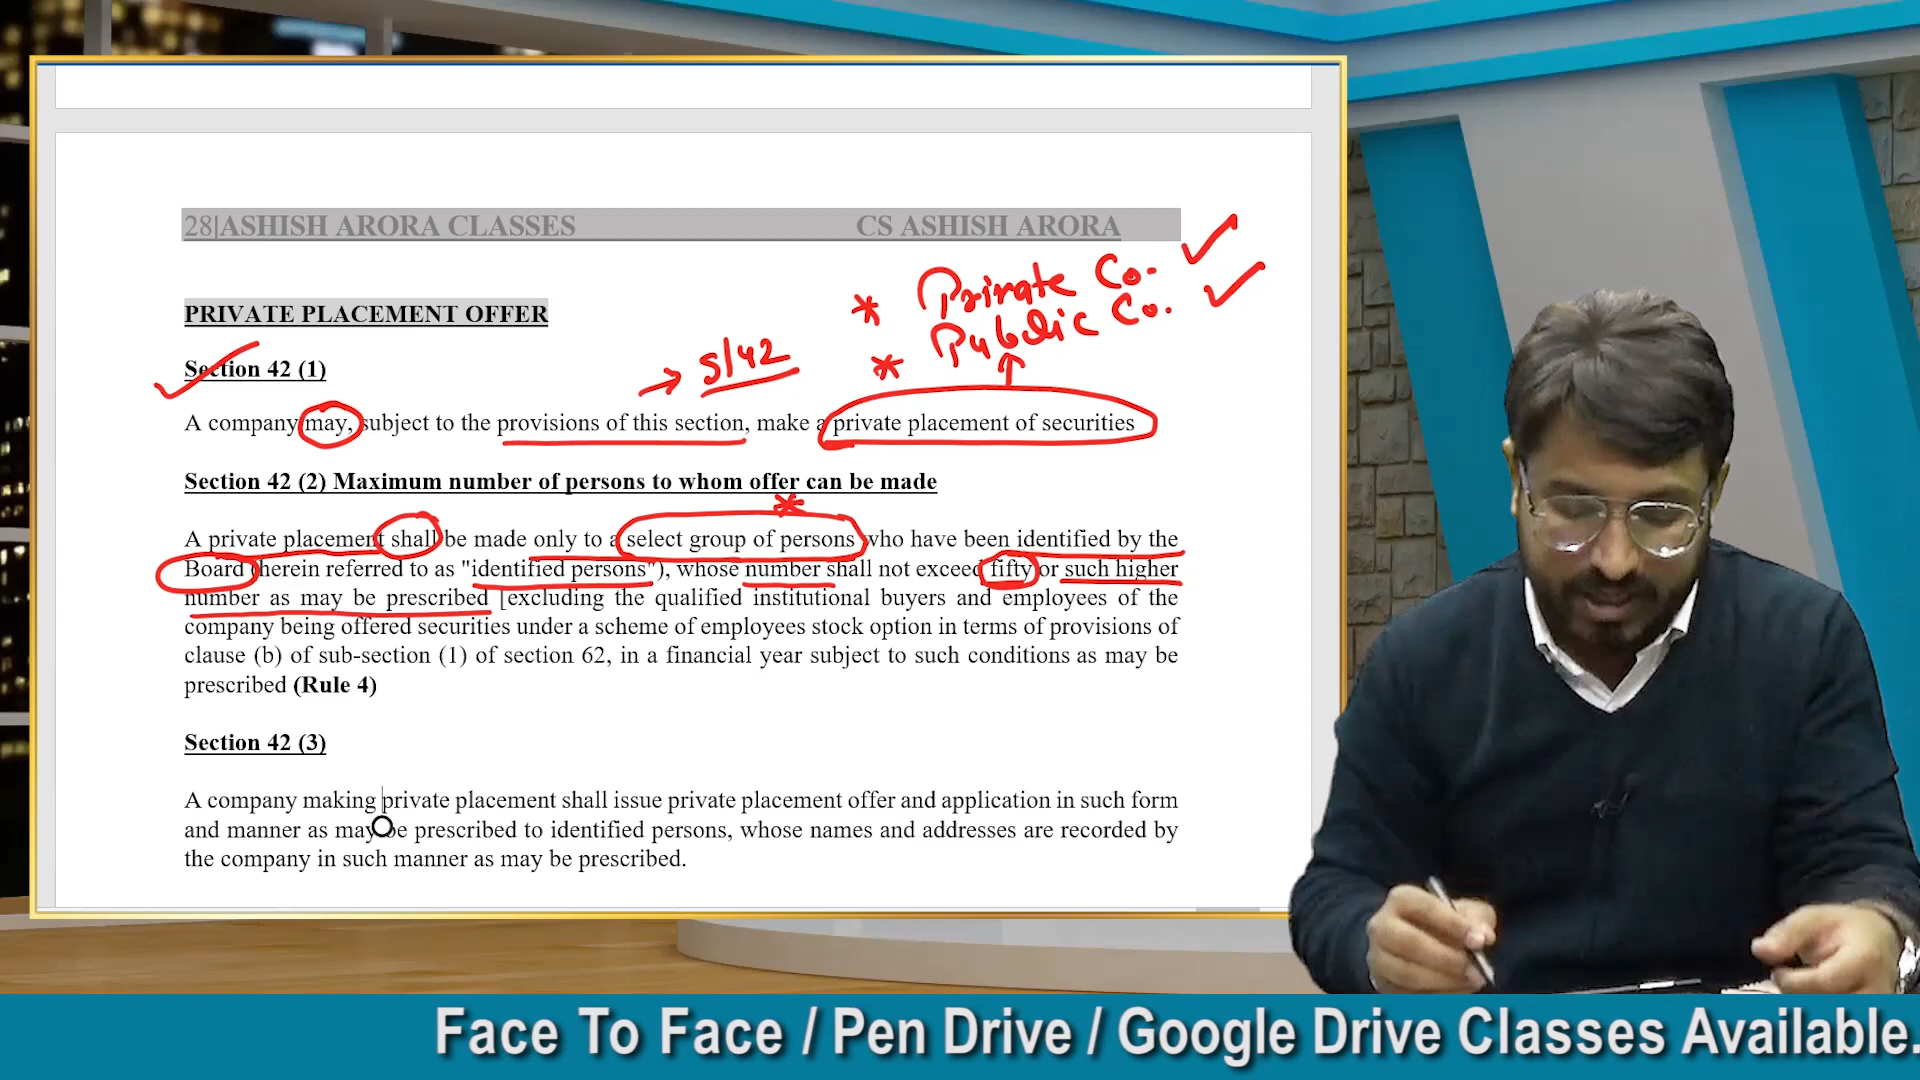 28|ASHISH ARORA CLASSES CS ASHISH ARORA
* Private Co.
* Public Co.
PRIVATE PLACEMENT OFFER
→ S/42
Section 42 (1)
A company may, subject to the provisions of this section, make a private placement of securities
Section 42 (2) Maximum number of persons to whom offer can be made
*
A private placement shall be made only to a select group of persons who have been identified by the
Board (herein referred to as "identified persons"), whose number shall not exceed fifty or such higher
number as may be prescribed [excluding the qualified institutional buyers and employees of the
company being offered securities under a scheme of employees stock option in terms of provisions of
clause (b) of sub-section (1) of section 62, in a financial year subject to such conditions as may be
prescribed (Rule 4)
Section 42 (3)
A company making private placement shall issue private placement offer and application in such form
and manner as may be prescribed to identified persons, whose names and addresses are recorded by
the company in such manner as may be prescribed.
Face To Face / Pen Drive / Google Drive Classes Available.